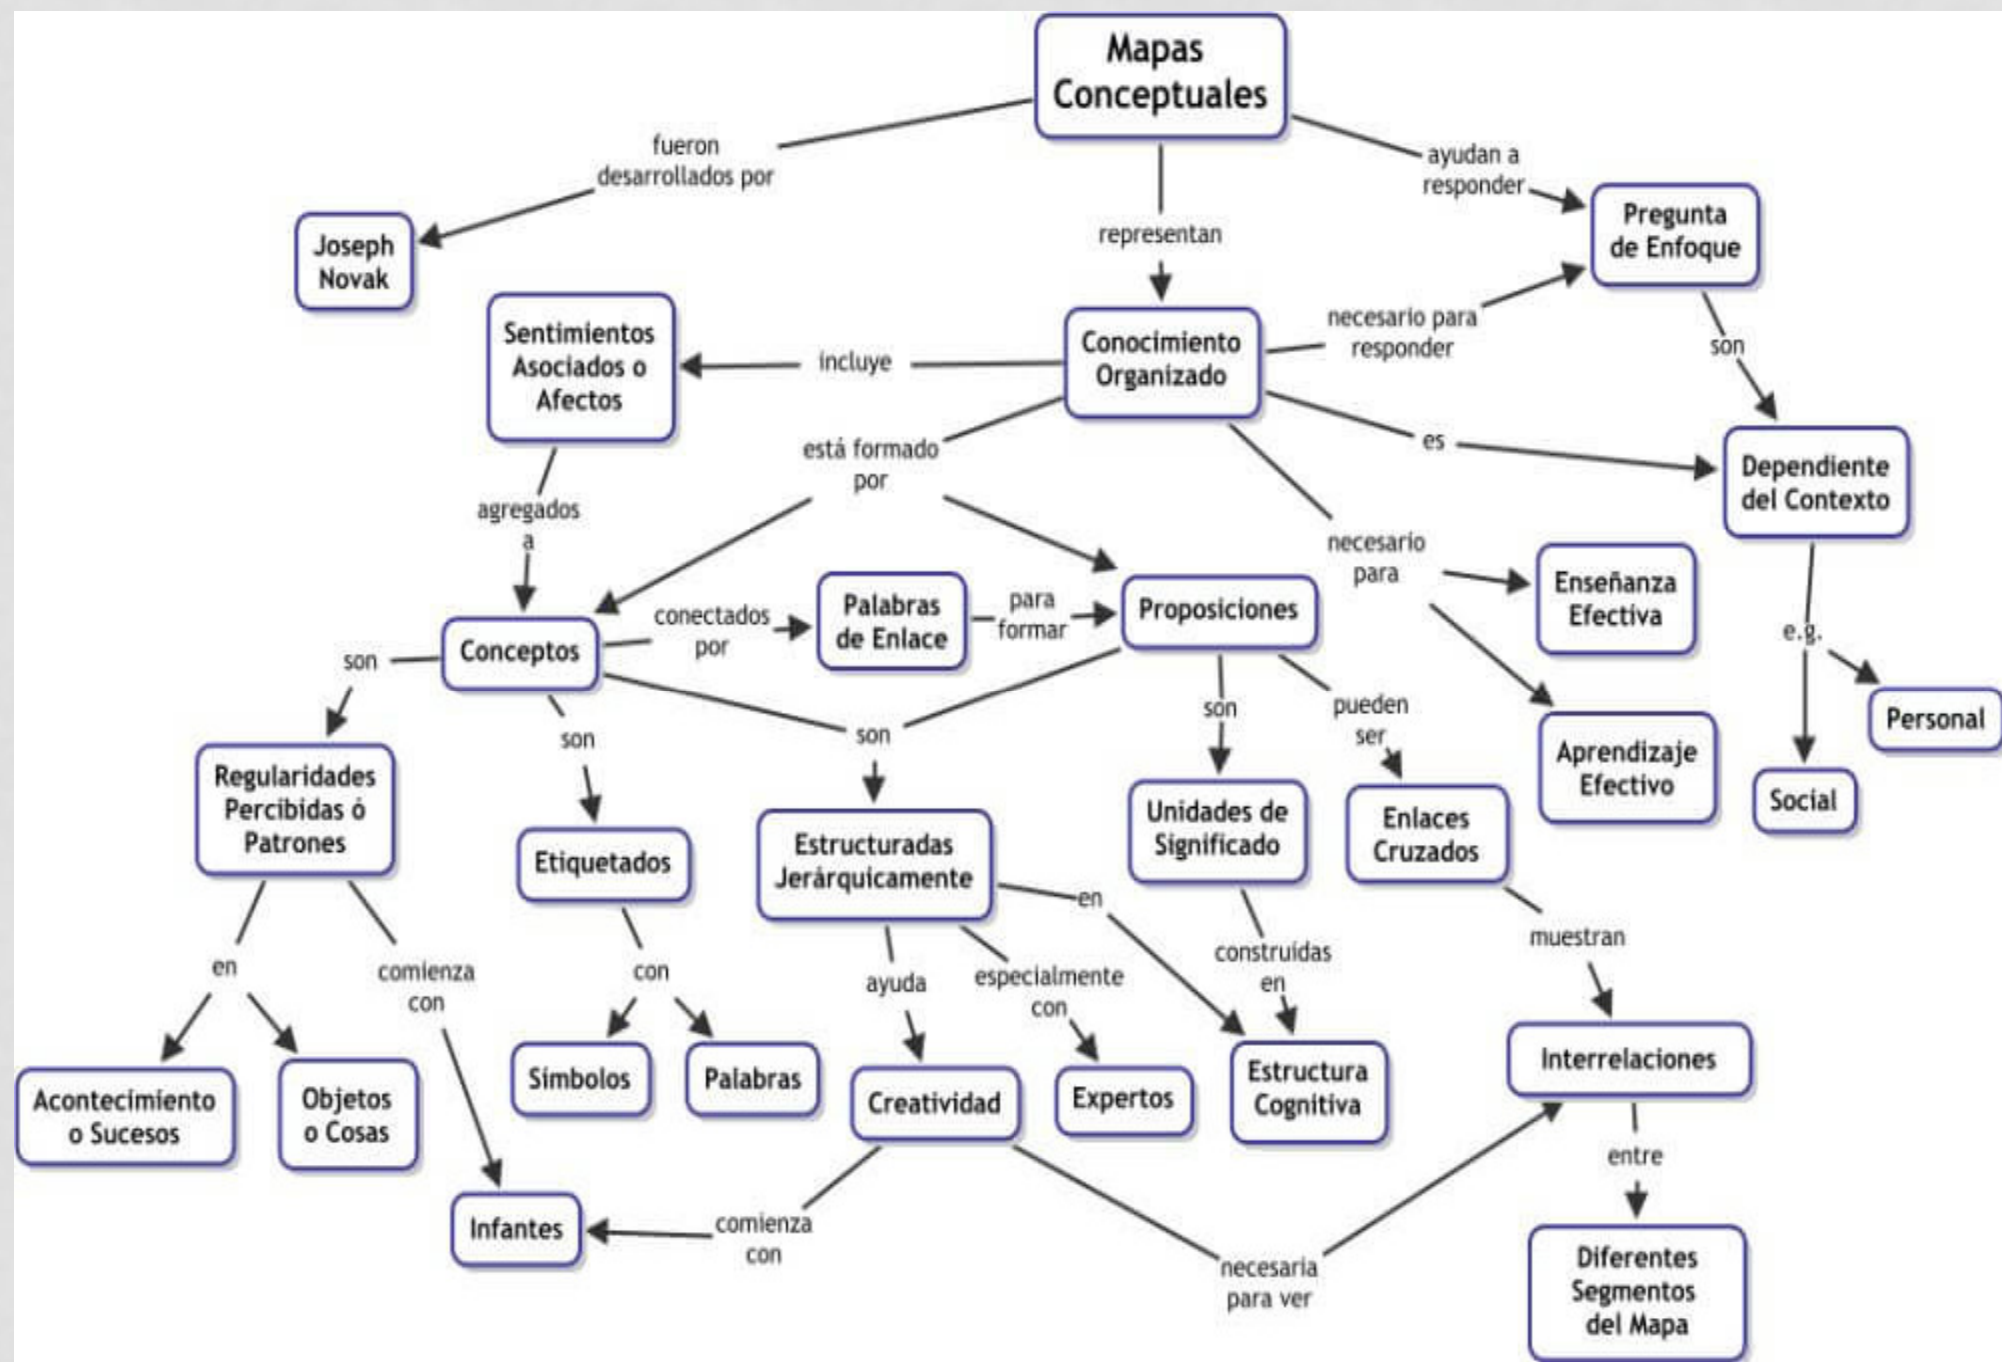 Mapas
Conceptuales
fueron
desarrollados por
ayudan a
responder
representan
Joseph
Novak
Pregunta
de Enfoque
Sentimientos
Asociados o
Afectos
incluye
Conocimiento
Organizado
necesario para
responder
son
está formado
por
es
Dependiente
del Contexto
agregados
a
necesario
para
Enseñanza
Efectiva
Conceptos
conectados
por
Palabras
de Enlace
para
formar
Proposiciones
e.g.
Personal
Social
Aprendizaje
Efectivo
son
son
son
son
pueden
ser
Regularidades
Percibidas ó
Patrones
Etiquetados
Estructuradas
Jerárquicamente
Unidades de
Significado
Enlaces
Cruzados
en
comienza
con
con
ayuda
especialmente
con
en
construidas
en
muestran
Acontecimiento
o Sucesos
Objetos
o Cosas
Símbolos
Palabras
Creatividad
Expertos
Estructura
Cognitiva
Interrelaciones
Infantes
comienza
con
necesaria
para ver
entre
Diferentes
Segmentos
del Mapa